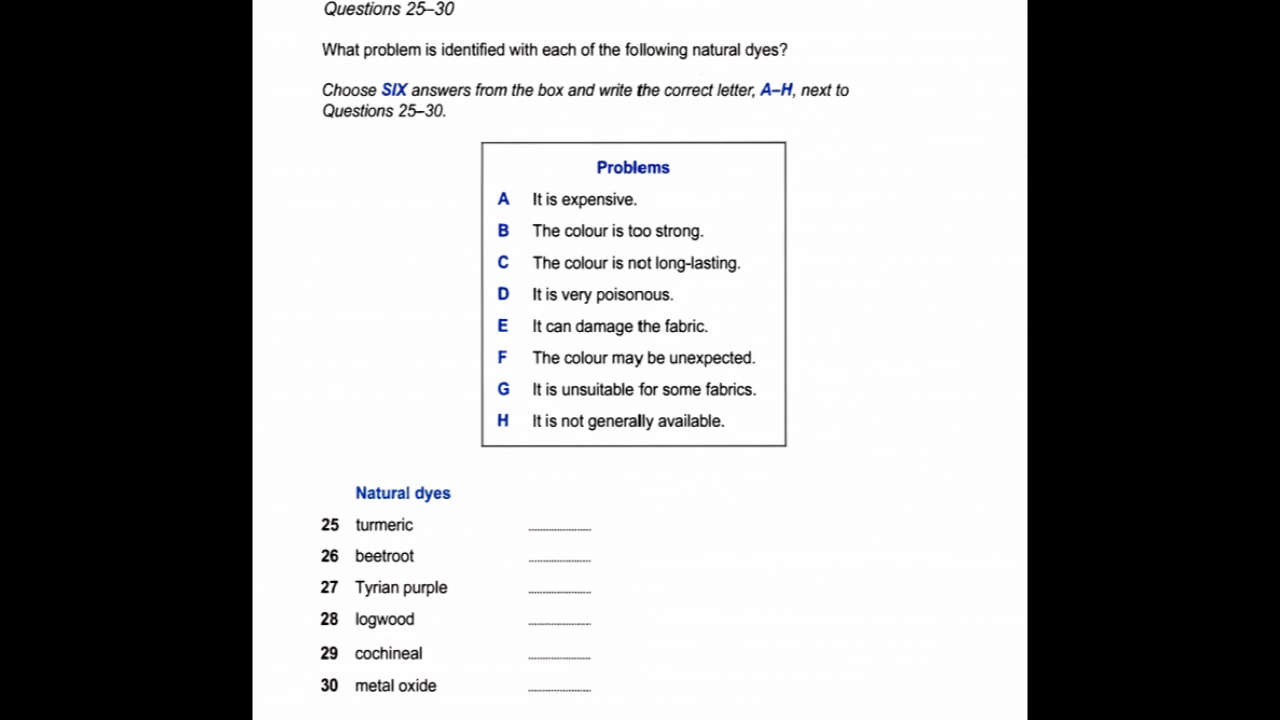 Questions 25–30
What problem is identified with each of the following natural dyes?
Choose SIX answers from the box and write the correct letter, A–H, next to
Questions 25–30.
Problems
A It is expensive.
B The colour is too strong.
C The colour is not long-lasting.
D It is very poisonous.
E It can damage the fabric.
F The colour may be unexpected.
G It is unsuitable for some fabrics.
H It is not generally available.
Natural dyes
25 turmeric
26 beetroot
27 Tyrian purple
28 logwood
29 cochineal
30 metal oxide